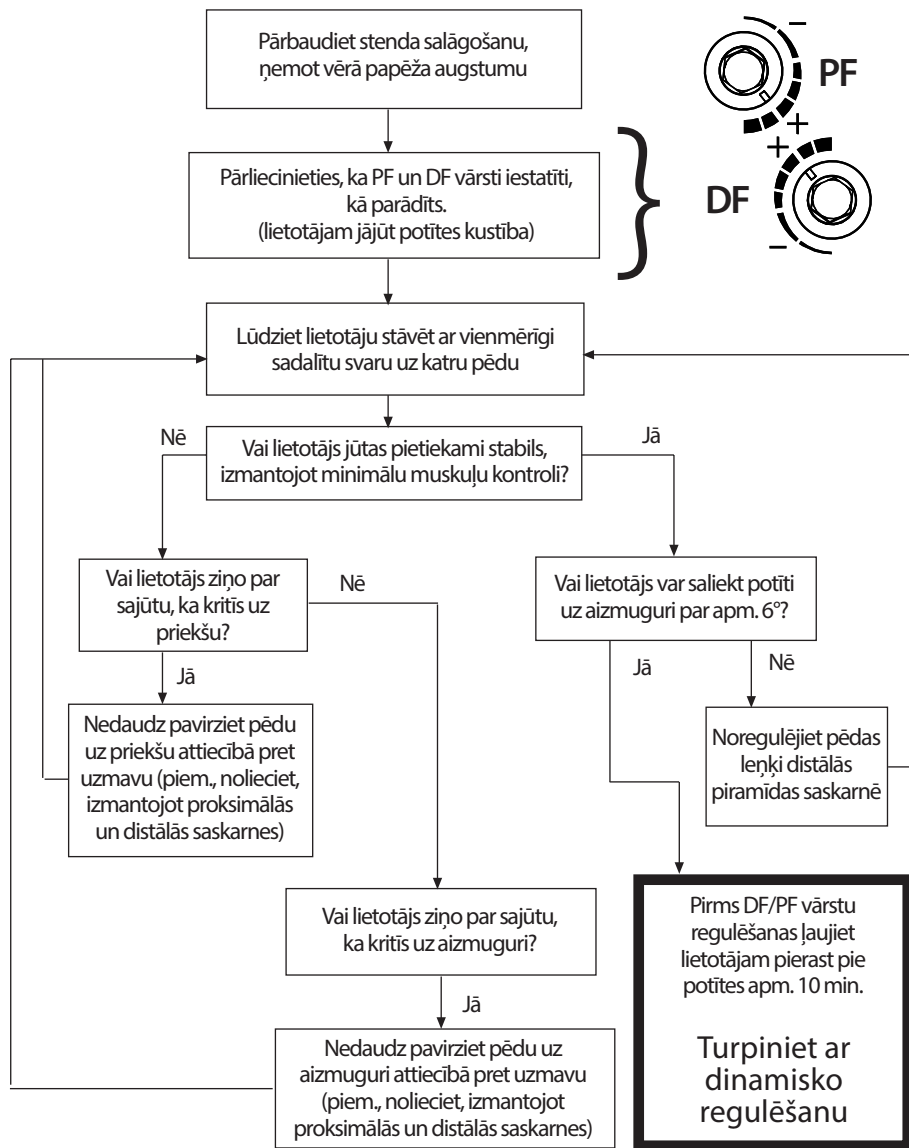 Pārbaudiet stenda salāgošanu,
ņemot vērā papēža augstumu
–
PF
+
+
DF
–
Pārliecinieties, ka PF un DF vārsti iestatīti,
kā parādīts.
(lietotājam jājūt potītes kustība)
Lūdziet lietotāju stāvēt ar vienmērīgi
sadalītu svaru uz katru pēdu
Nē
Vai lietotājs jūtas pietiekami stabils,
izmantojot minimālu muskuļu kontroli?
Jā
Vai lietotājs ziņo par
sajūtu, ka kritīs uz
priekšu?
Nē
Vai lietotājs var saliekt potīti
uz aizmuguri par apm. 6°?
Jā
Jā
Nē
Nedaudz pavirziet pēdu
uz priekšu attiecībā pret
uzmavu (piem., nolieciet,
izmantojot proksimālās
un distālās saskarnes)
Noregulējiet pēdas
leņķi distālās
piramīdas saskarnē
Vai lietotājs ziņo par sajūtu,
ka kritīs uz aizmuguri?
Jā
Nedaudz pavirziet pēdu uz
aizmuguri attiecībā pret uzmavu
(piem., nolieciet, izmantojot
proksimālās un distālās saskarnes)
Pirms DF/PF vārstu
regulēšanas ļaujiet
lietotājam pierast pie
potītes apm. 10 min.
Turpiniet ar
dinamisko
regulēšanu